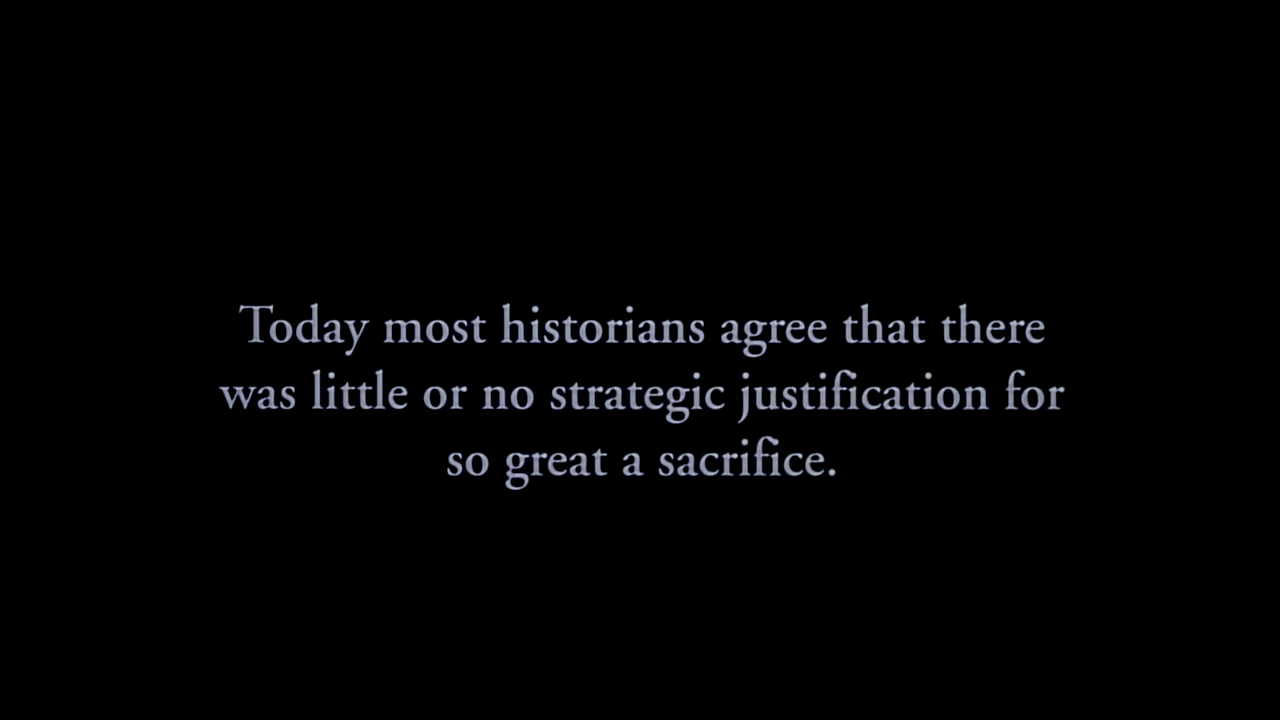 Today most historians agree that there
was little or no strategic justification for
so great a sacrifice.